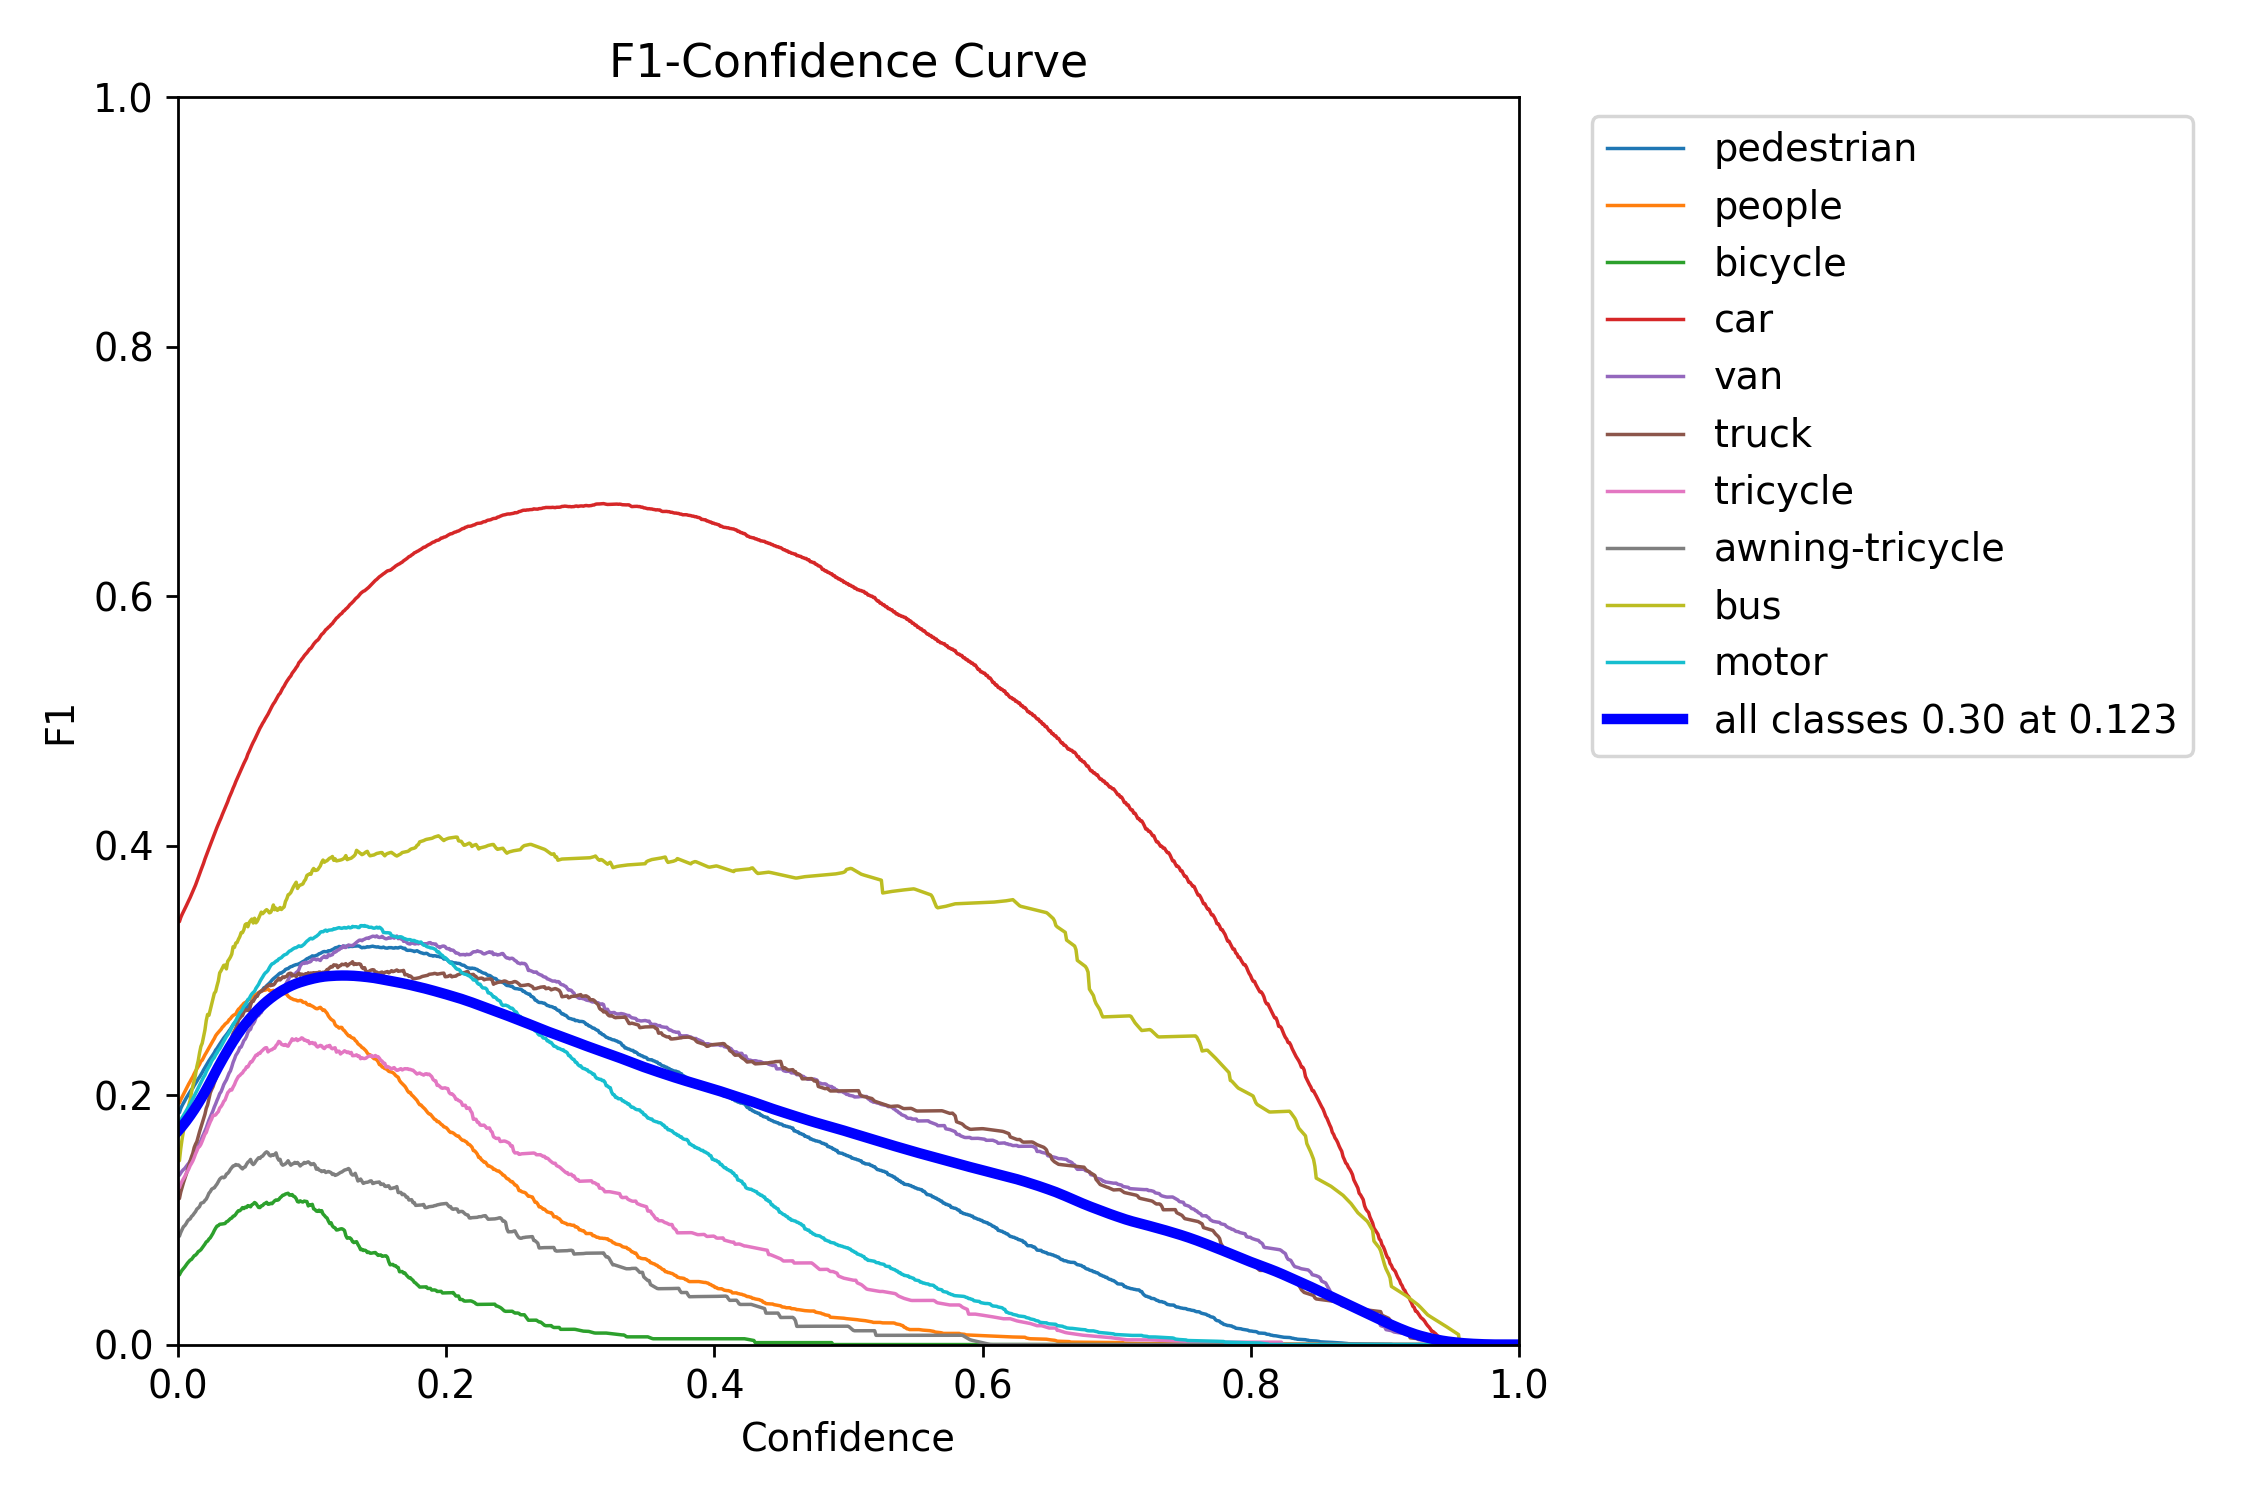 F1-Confidence Curve
1.0
0.8
0.6
0.4
0.2
0.0
F1
0.0 0.2 0.4 0.6 0.8 1.0
Confidence
pedestrian
people
bicycle
car
van
truck
tricycle
awning-tricycle
bus
motor
all classes 0.30 at 0.123